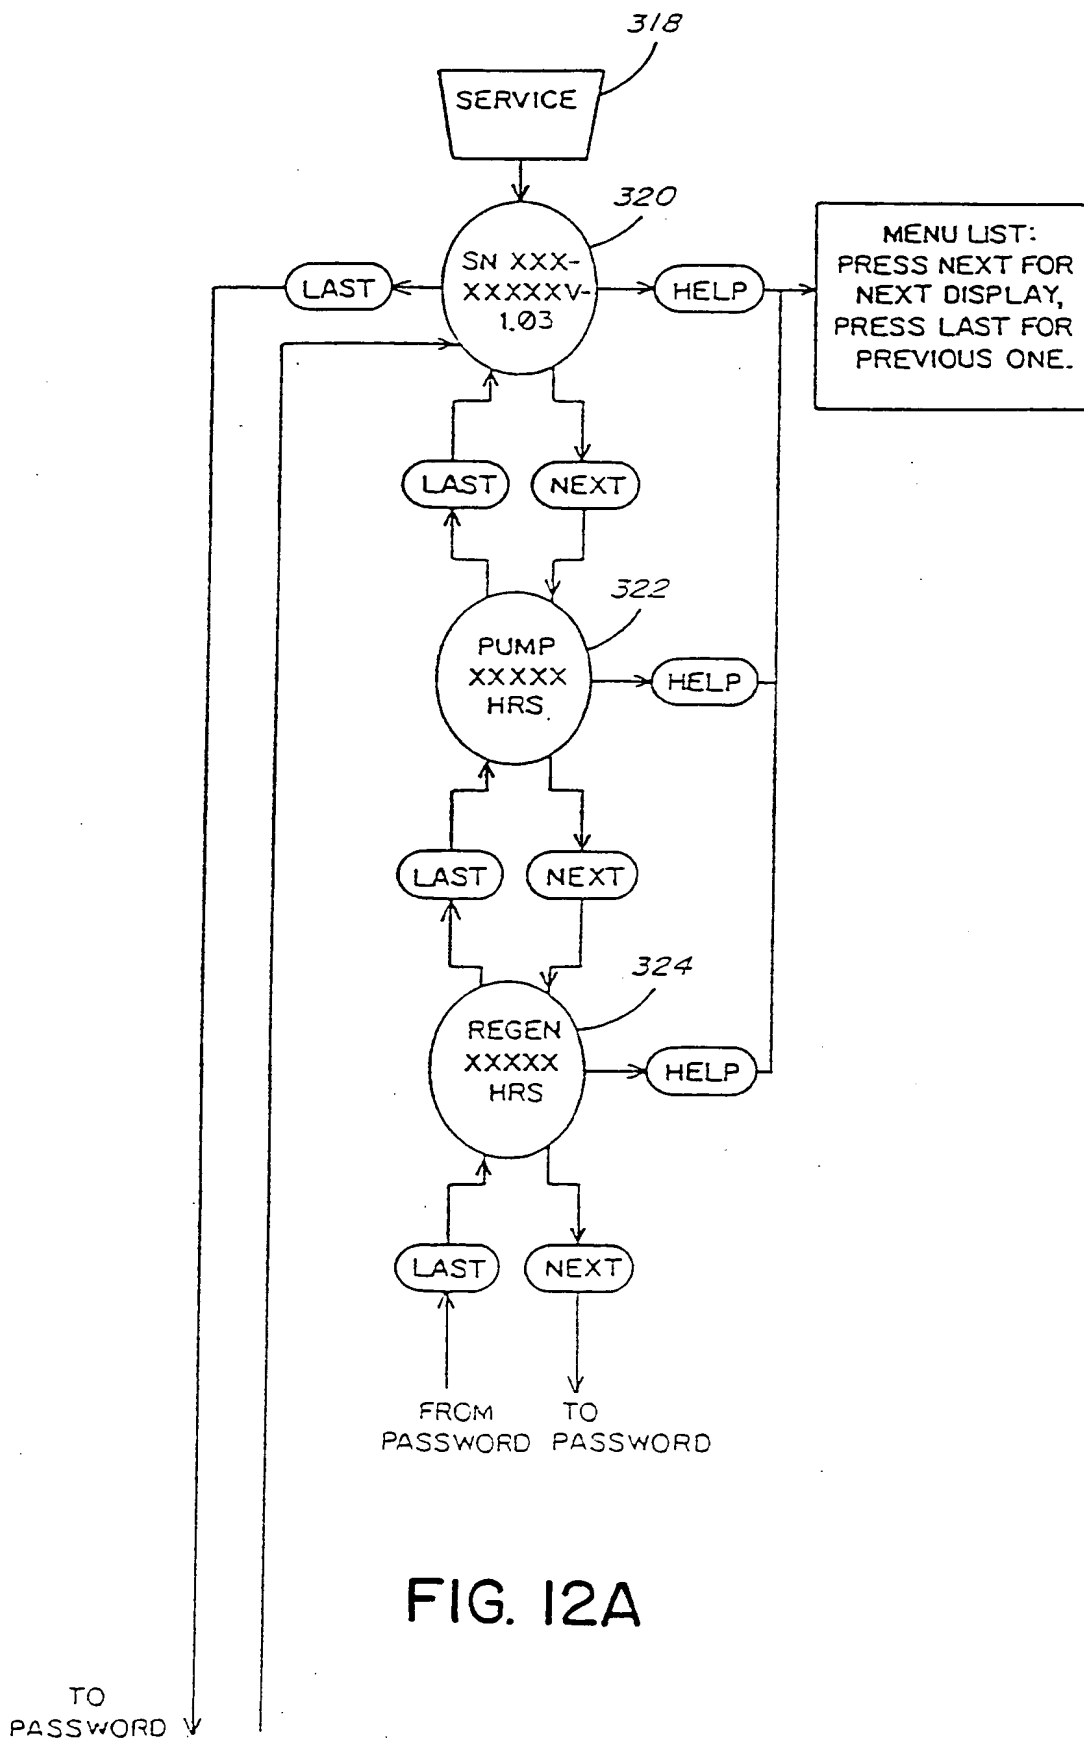 318
SERVICE
320
SN XXX-
XXXXXV-
1.03
LAST
HELP
MENU LIST:
PRESS NEXT FOR
NEXT DISPLAY,
PRESS LAST FOR
PREVIOUS ONE.
LAST
NEXT
322
PUMP
XXXXX
HRS
HELP
LAST
NEXT
324
REGEN
XXXXX
HRS
HELP
LAST
NEXT
FROM
PASSWORD
TO
PASSWORD
FIG. 12A
TO
PASSWORD